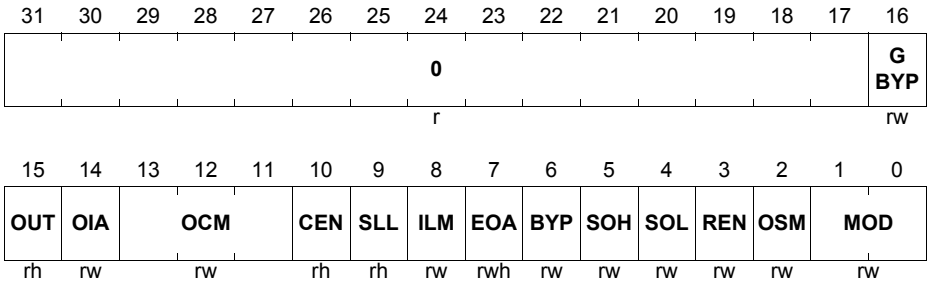 31 30 29 28 27 26 25 24 23 22 21 20 19 18 17 16
0 G BYP
r rw
15 14 13 12 11 10 9 8 7 6 5 4 3 2 1 0
OUT OIA OCM CEN SLL ILM EOA BYP SOH SOL REN OSM MOD
rh rw rw rh rh rw rwh rw rw rw rw rw rw